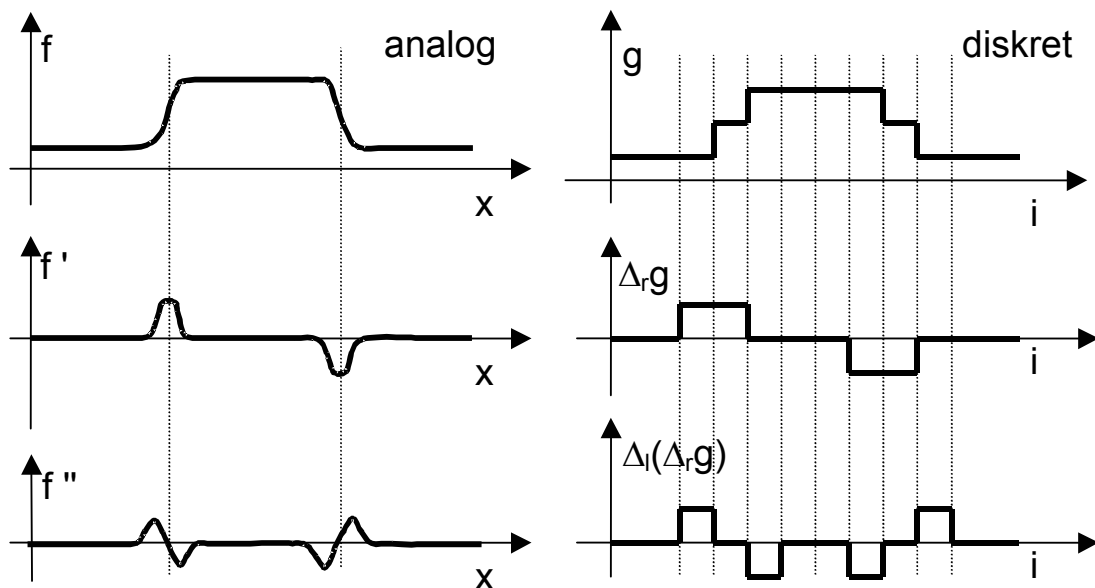 f analog
x
f '
x
f "
x
g diskret
i
Δrg
i
Δl(Δrg)
i